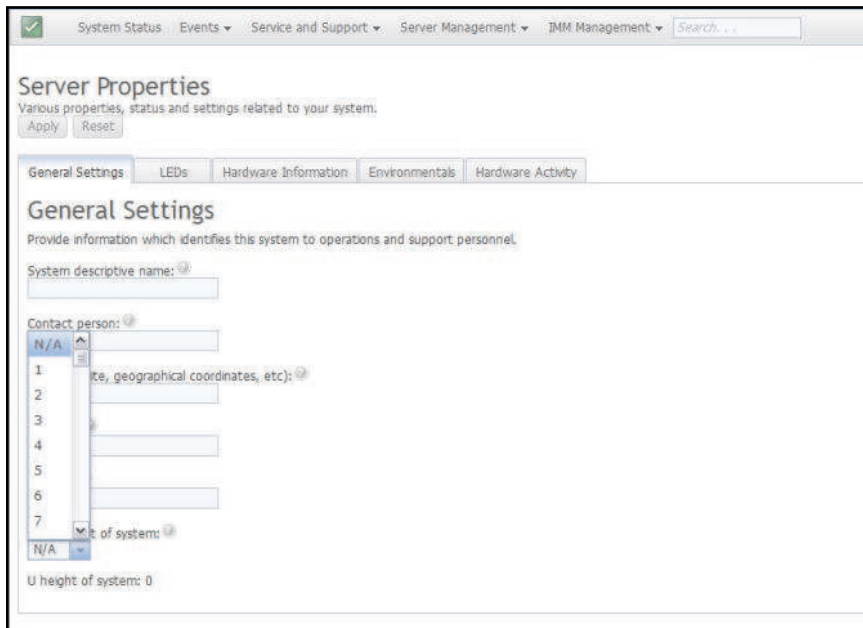 System Status Events Service and Support Server Management IMM Management Search. . .
Server Properties
Various properties, status and settings related to your system.
Apply Reset
General Settings LEDs Hardware Information Environmentals Hardware Activity
General Settings
Provide information which identifies this system to operations and support personnel.
System descriptive name:
Contact person:
N/A
1
, geographical coordinates, etc):
2
3
4
5
6
7
of system:
N/A
U height of system: 0